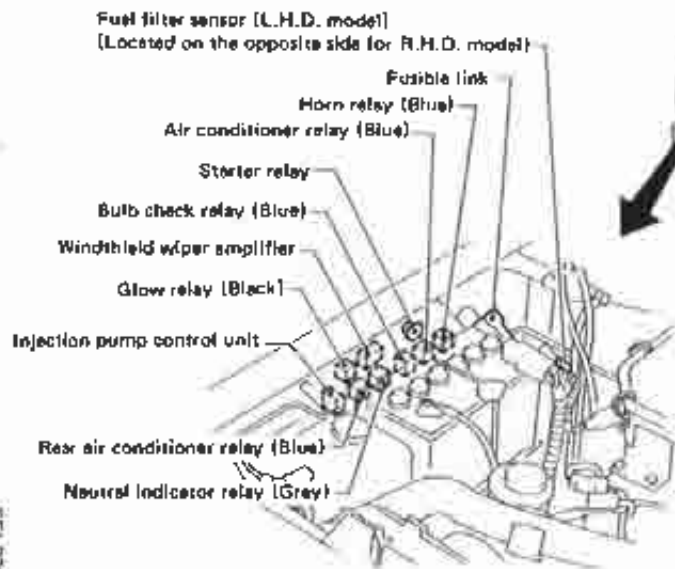 Fuel filter sensor [L.H.D. model]
(Located on the opposite side for R.H.D. model)
Fusible link
Horn relay (Blue)
Air conditioner relay (Blue)
Starter relay
Bulb check relay (Blue)
Windthield wiper amplifier
Glow relay [Black]
Injection pump control unit
Rear air conditioner relay (Blue)
Neutral indicator relay (Grey)